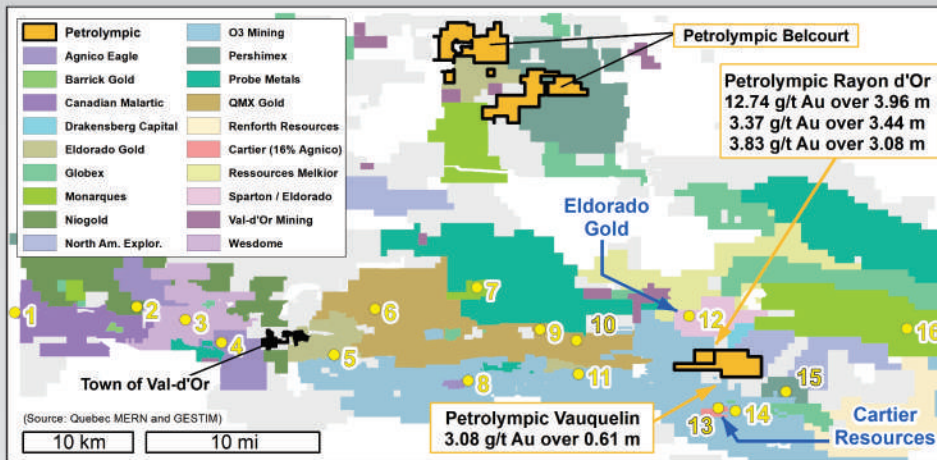 Petrolympic
Agnico Eagle
Barrick Gold
Canadian Malartic
Drakensberg Capital
Eldorado Gold
Globex
Monarques
Niogold
North Am. Explor.
O3 Mining
Pershimex
Probe Metals
QMX Gold
Renforth Resources
Cartier (16% Agnico)
Ressources Melkior
Sparton / Eldorado
Val-d'Or Mining
Wesdome
Petrolympic Belcourt
Petrolympic Rayon d'Or
12.74 g/t Au over 3.96 m
3.37 g/t Au over 3.44 m
3.83 g/t Au over 3.08 m
Eldorado
Gold
1
2
3
4
5
6
7
8
9
10
11
12
13
14
15
16
Town of Val-d'Or
(Source: Quebec MERN and GESTIM)
10 km
10 mi
Petrolympic Vauquelin
3.08 g/t Au over 0.61 m
Cartier
Resources